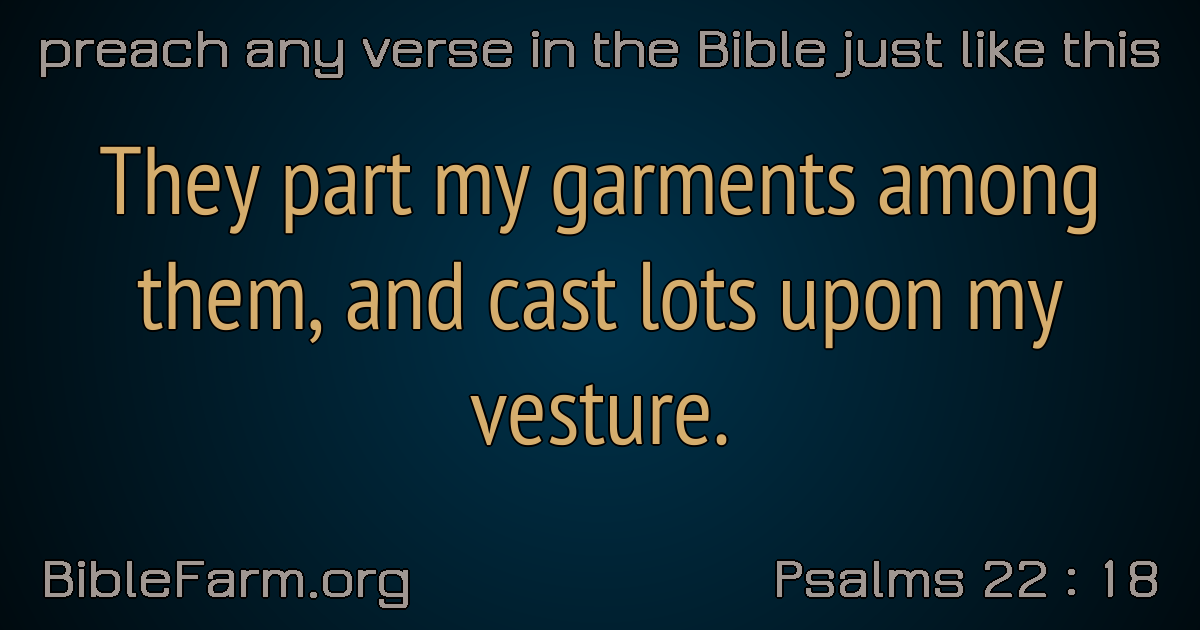 preach any verse in the Bible just like this
They part my garments among
them, and cast lots upon my
vesture.
BibleFarm.org
Psalms 22 : 18